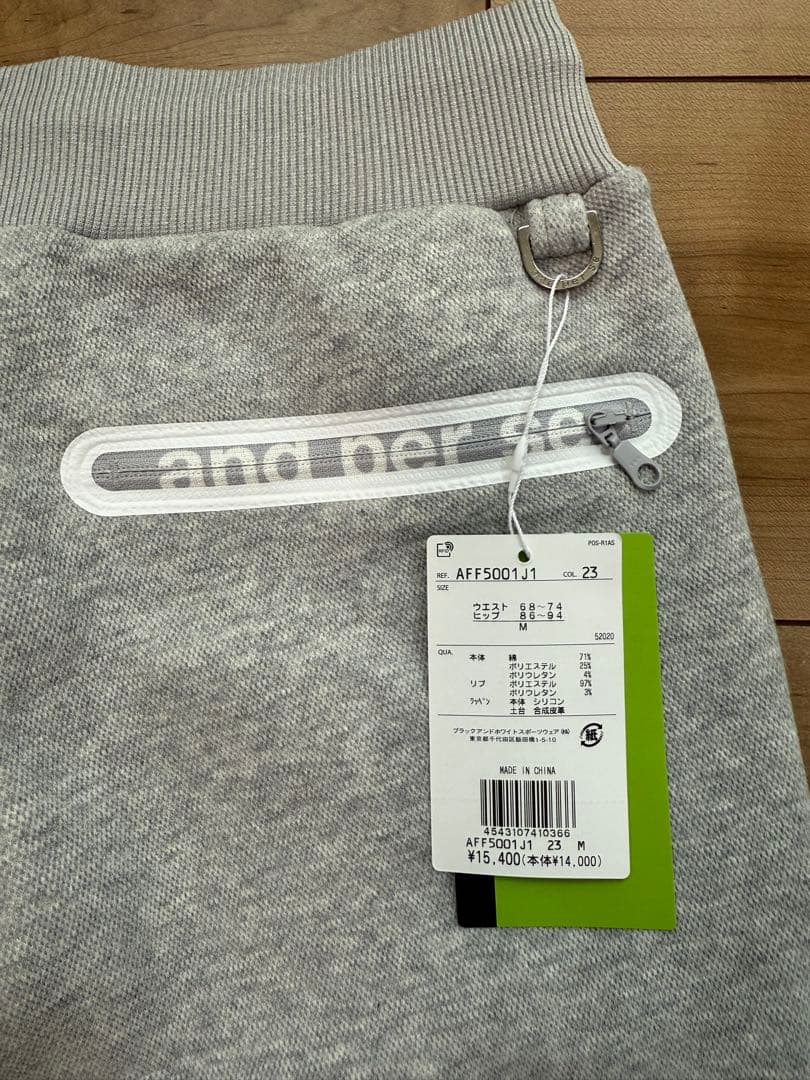 and per se
RFID
POS-R1AS
REF. AFF5001J1 COL. 23
SIZE
ウエスト 68〜74
ヒップ 86〜94
M
52020
QUA. 本体 綿 71%
ポリエステル 25%
ポリウレタン 4%
リブ ポリエステル 97%
ポリウレタン 3%
ﾜｯﾍﾟﾝ 本体 シリコン
土台 合成皮革
ブラックアンドホワイトスポーツウェア㈱
東京都千代田区飯田橋1-5-10
紙
MADE IN CHINA
4543107410366
AFF5001J1 23 M
¥15,400(本体¥14,000)